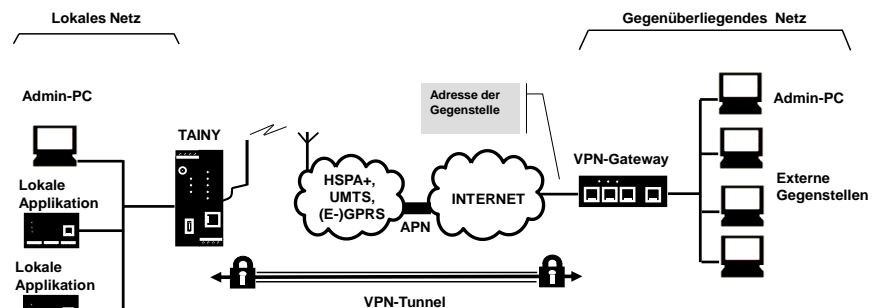 Lokales Netz
Gegenüberliegendes Netz
Admin-PC
Adresse der
Gegenstelle
Admin-PC
TAINY
VPN-Gateway
Lokale
Applikation
HSPA+,
UMTS,
(E-)GPRS
INTERNET
Externe
Gegenstellen
APN
Lokale
Applikation
VPN-Tunnel